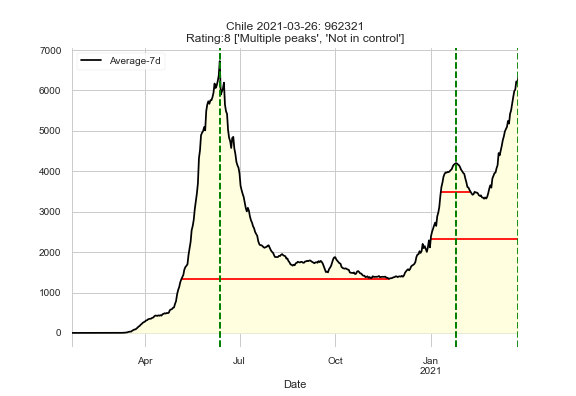 Chile 2021-03-26: 962321
Rating:8 ['Multiple peaks', 'Not in control']
Average-7d
7000
6000
5000
4000
3000
2000
1000
0
Apr
Jul
Oct
Jan
2021
Date